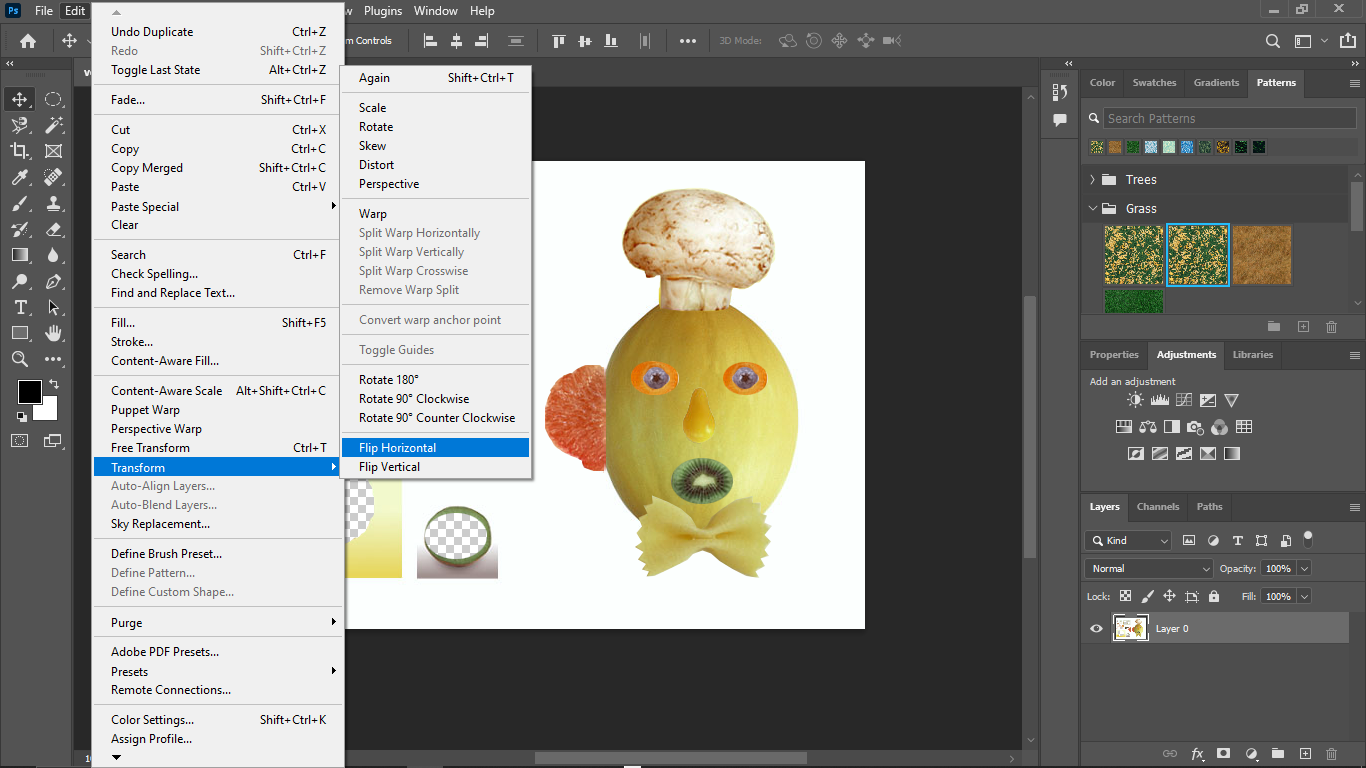 Ps File Edit w Plugins Window Help
m Controls 3D Mode:
Undo Duplicate Ctrl+Z
Redo Shift+Ctrl+Z
Toggle Last State Alt+Ctrl+Z
Fade... Shift+Ctrl+F
Cut Ctrl+X
Copy Ctrl+C
Copy Merged Shift+Ctrl+C
Paste Ctrl+V
Paste Special
Clear
Search Ctrl+F
Check Spelling...
Find and Replace Text...
Fill... Shift+F5
Stroke...
Content-Aware Fill...
Content-Aware Scale Alt+Shift+Ctrl+C
Puppet Warp
Perspective Warp
Free Transform Ctrl+T
Transform
Auto-Align Layers...
Auto-Blend Layers...
Sky Replacement...
Define Brush Preset...
Define Pattern...
Define Custom Shape...
Purge
Adobe PDF Presets...
Presets
Remote Connections...
Color Settings... Shift+Ctrl+K
Assign Profile...
Again Shift+Ctrl+T
Scale
Rotate
Skew
Distort
Perspective
Warp
Split Warp Horizontally
Split Warp Vertically
Split Warp Crosswise
Remove Warp Split
Convert warp anchor point
Toggle Guides
Rotate 180°
Rotate 90° Clockwise
Rotate 90° Counter Clockwise
Flip Horizontal
Flip Vertical
Color Swatches Gradients Patterns
Search Patterns
Trees
Grass
Properties Adjustments Libraries
Add an adjustment
Layers Channels Paths
Kind
Normal Opacity: 100%
Lock: Fill: 100%
Layer 0